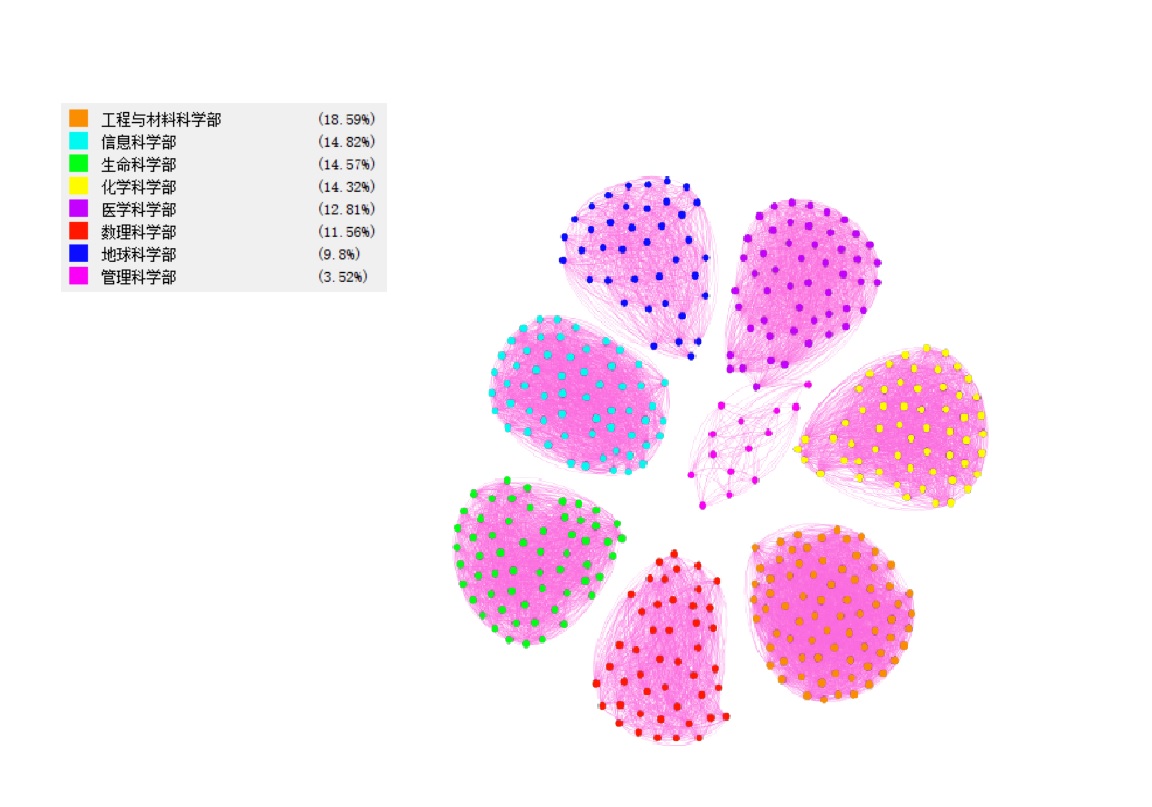 工程与材料科学部 (18.59%)
信息科学部 (14.82%)
生命科学部 (14.57%)
化学科学部 (14.32%)
医学科学部 (12.81%)
数理科学部 (11.56%)
地球科学部 (9.8%)
管理科学部 (3.52%)